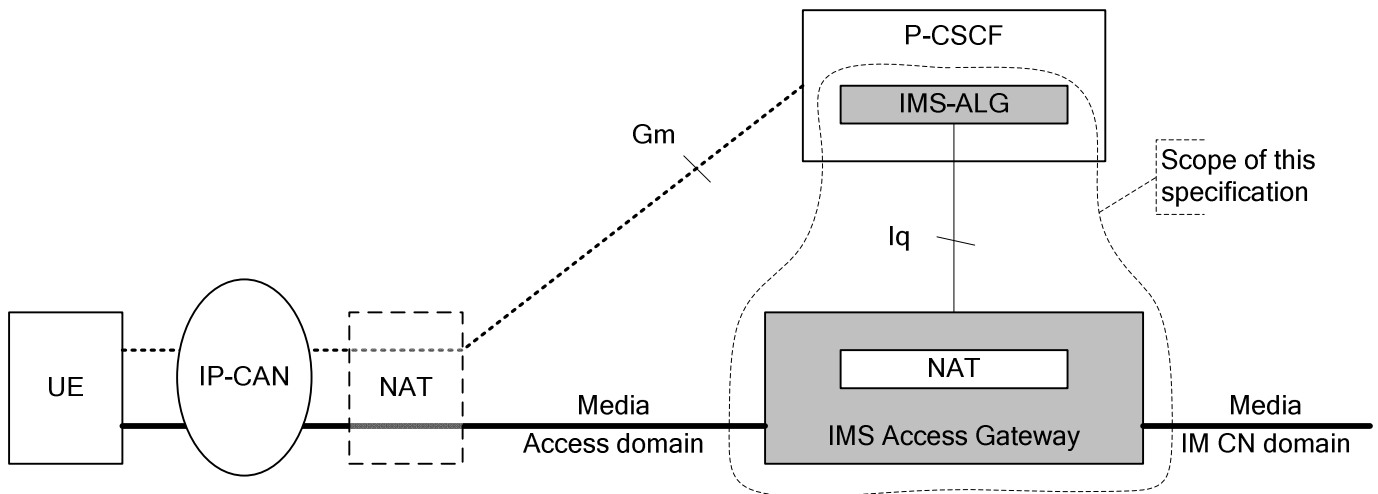 P-CSCF
IMS-ALG
Gm
Scope of this
specification
Iq
UE
IP-CAN
NAT
NAT
Media
Access domain
IMS Access Gateway
Media
IM CN domain